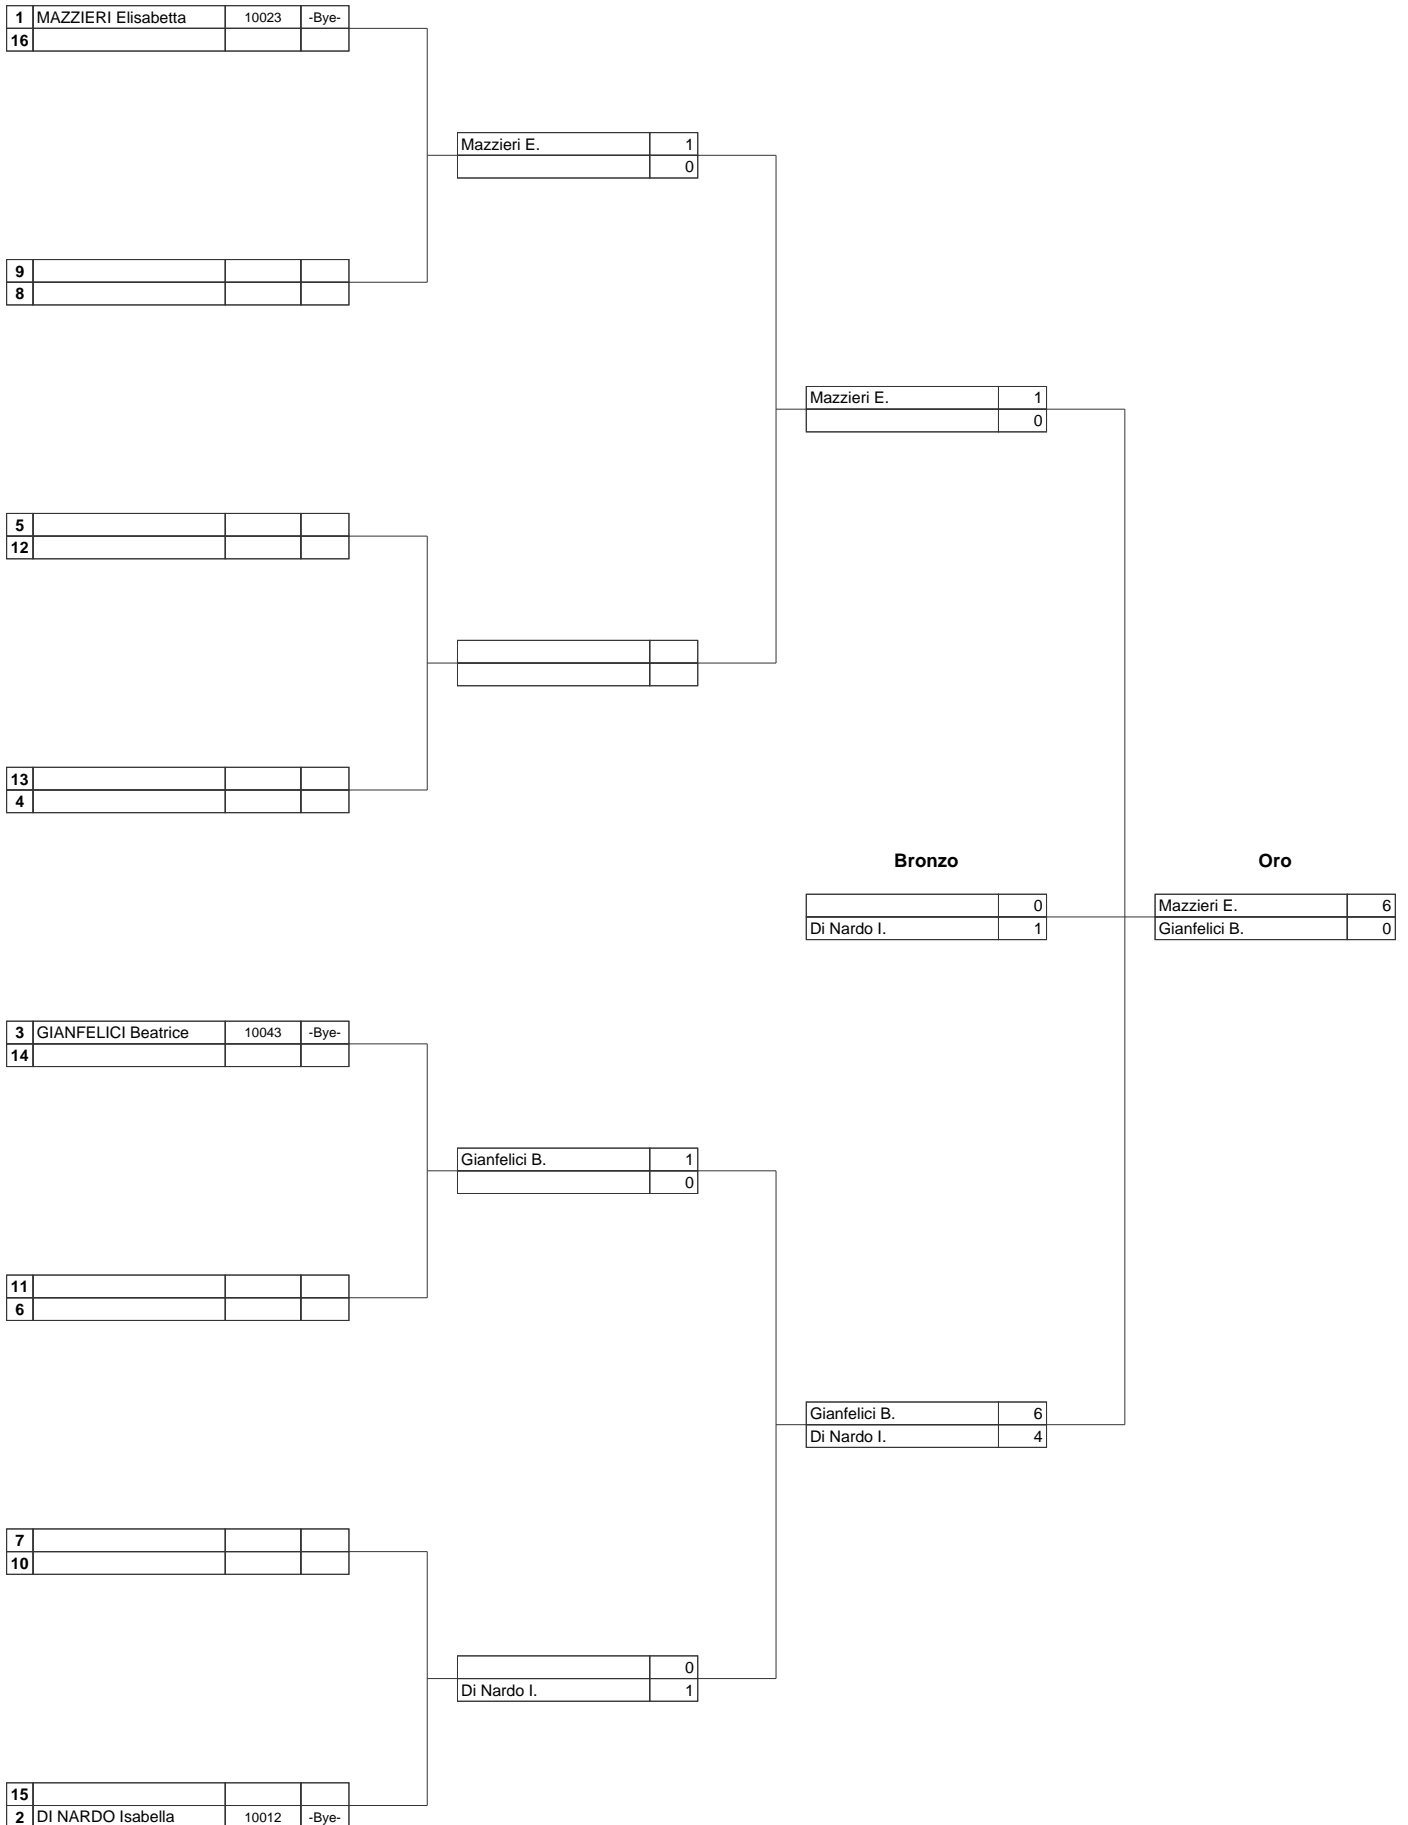 1 MAZZIERI Elisabetta 10023 -Bye-
16
Mazzieri E. 1
0
9
8
Mazzieri E. 1
0
5
12
13
4
Bronzo Oro
0 Mazzieri E. 6
Di Nardo I. 1 Gianfelici B. 0
3 GIANFELICI Beatrice 10043 -Bye-
14
Gianfelici B. 1
0
11
6
Gianfelici B. 6
Di Nardo I. 4
7
10
0
Di Nardo I. 1
15
2 DI NARDO Isabella 10012 -Bye-